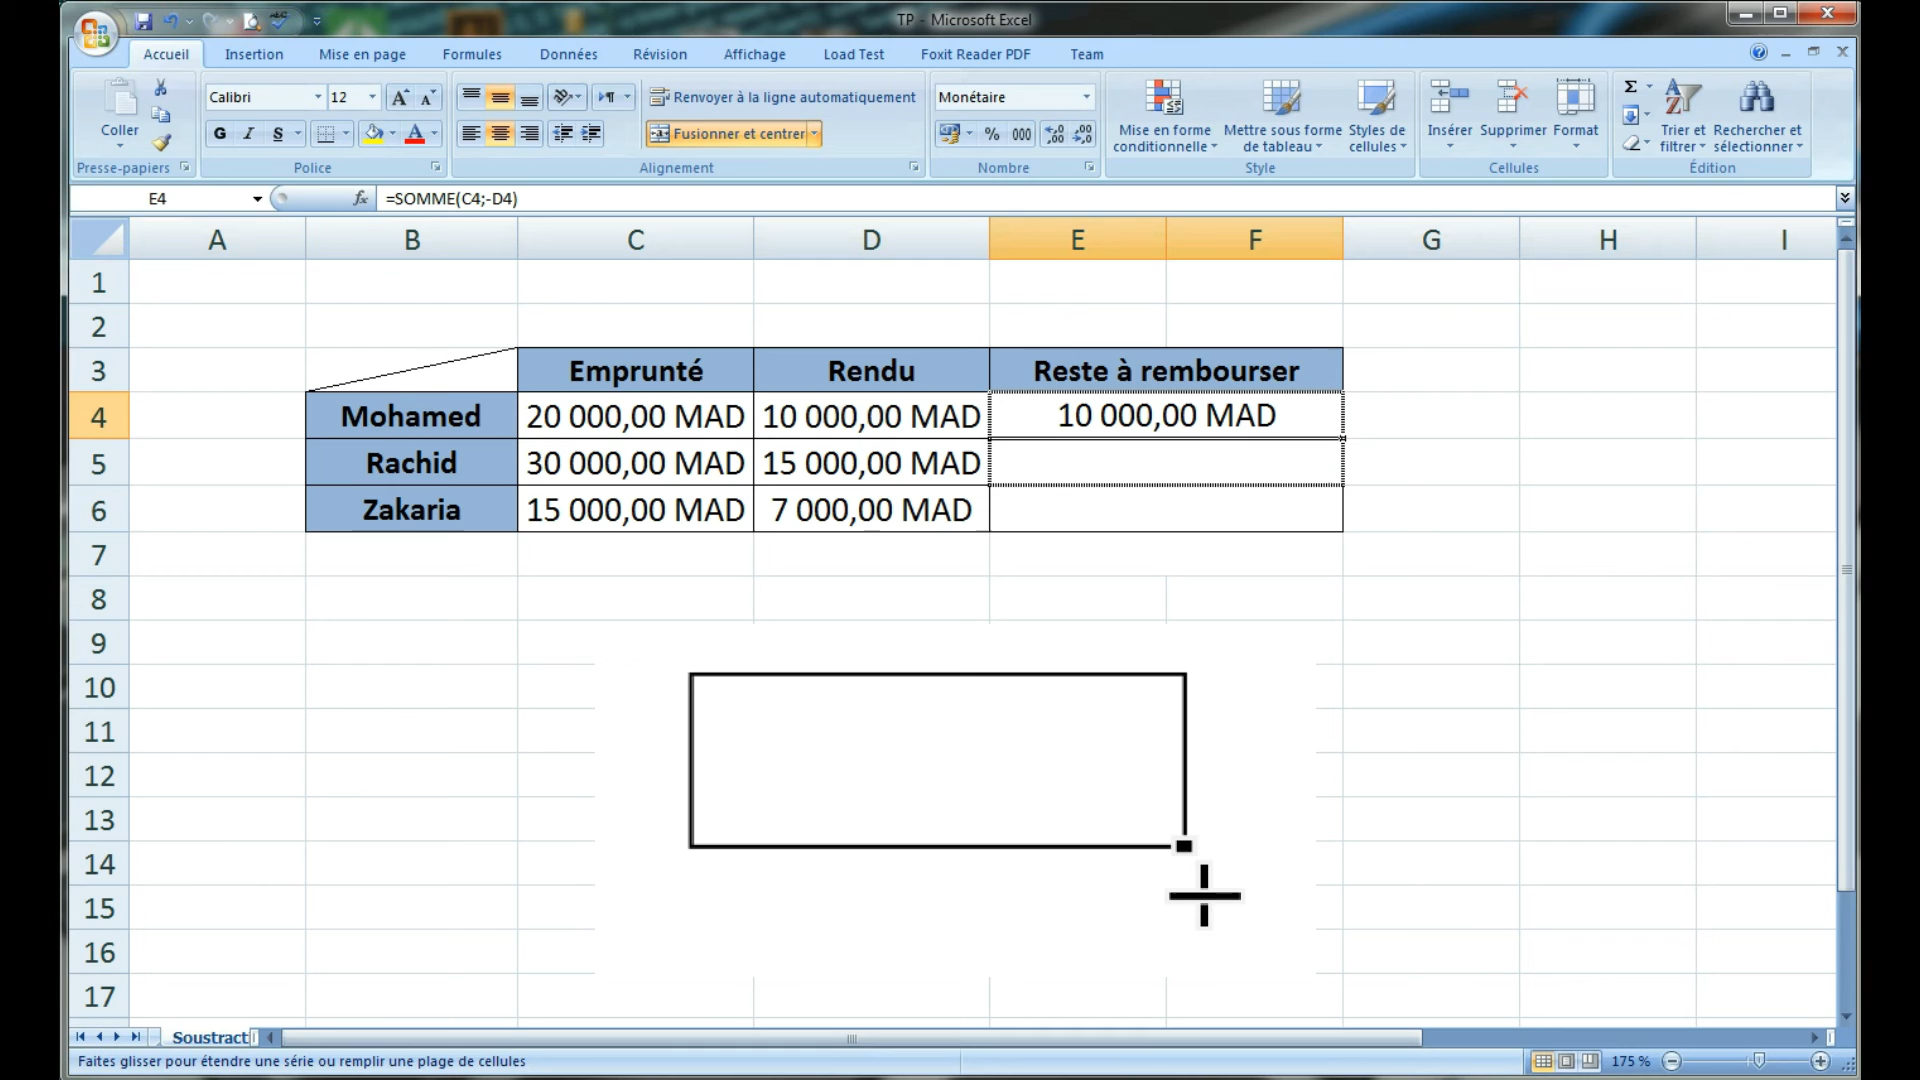 TP - Microsoft Excel
Accueil Insertion Mise en page Formules Données Révision Affichage Load Test Foxit Reader PDF Team
Coller
Presse-papiers
Calibri 12
G I S
Police
Renvoyer à la ligne automatiquement
Fusionner et centrer
Alignement
Monétaire
% 000
Nombre
Mise en forme conditionnelle
Mettre sous forme de tableau
Styles de cellules
Style
Insérer Supprimer Format
Cellules
Σ
Trier et filtrer
Rechercher et sélectionner
Édition
E4 fx =SOMME(C4;-D4)
A B C D E F G H I
1
2
3 Emprunté Rendu Reste à rembourser
4 Mohamed 20 000,00 MAD 10 000,00 MAD 10 000,00 MAD
5 Rachid 30 000,00 MAD 15 000,00 MAD
6 Zakaria 15 000,00 MAD 7 000,00 MAD
7
8
9
10
11
12
13
14
15
16
17
Soustract
Faites glisser pour étendre une série ou remplir une plage de cellules 175 %